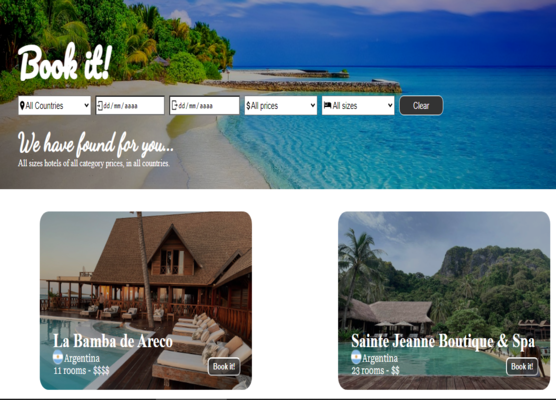 Book it!
All Countries dd/mm/aaaa dd/mm/aaaa $ All prices All sizes Clear
We have found for you...
All sizes hotels of all category prices, in all countries.
La Bamba de Areco
Argentina
11 rooms - $$$$
Book it!
Sainte Jeanne Boutique & Spa
Argentina
23 rooms - $$
Book it!